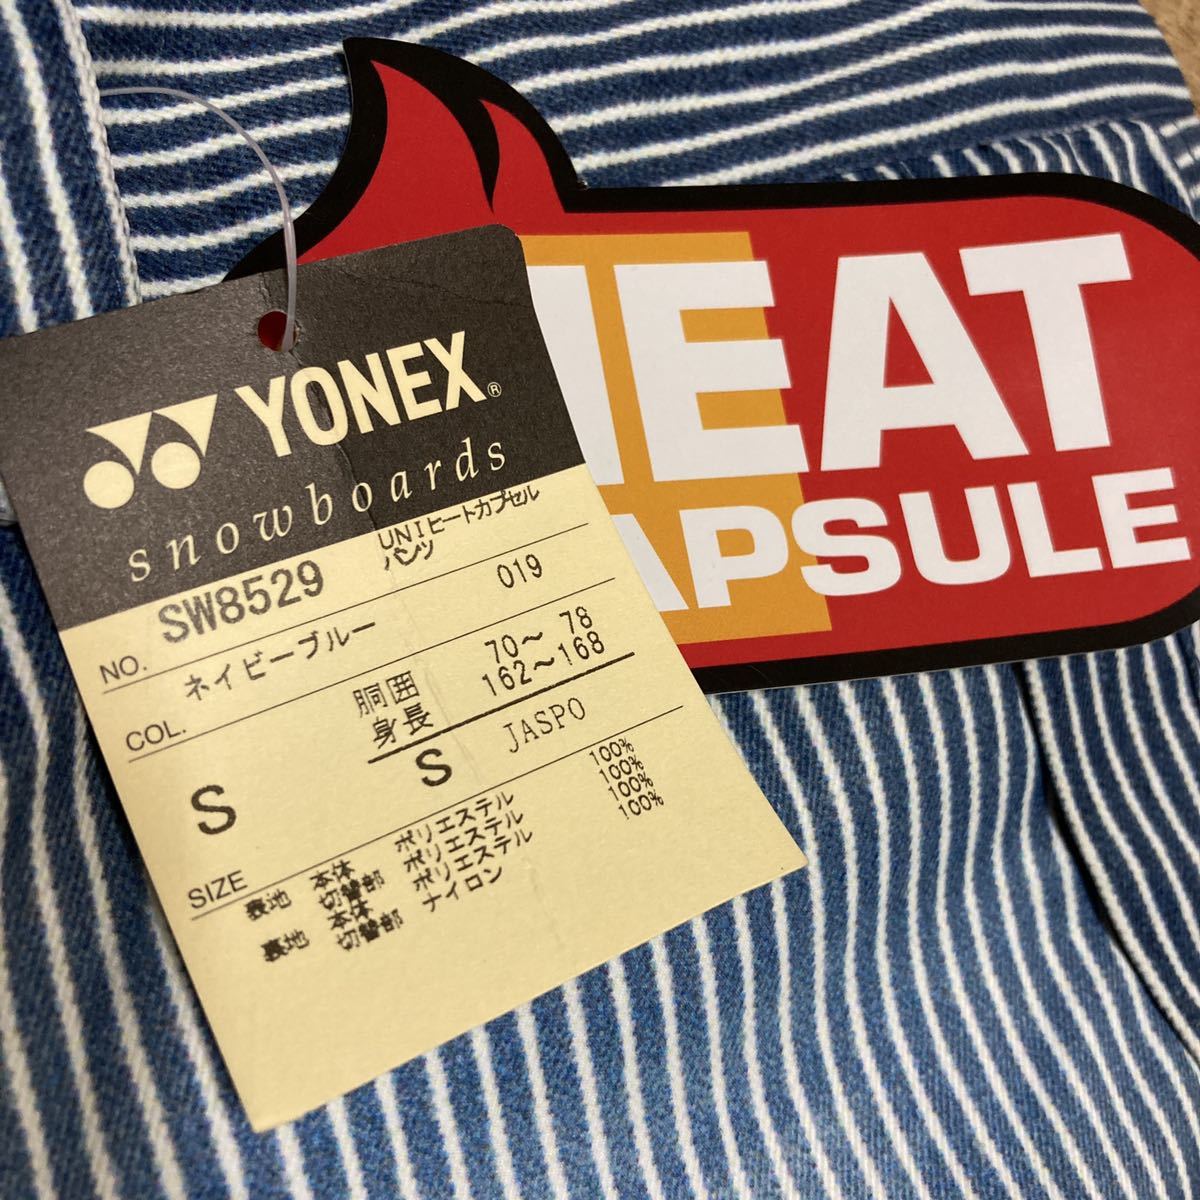 HEAT
CAPSULE
YONEX®
snowboards
NO. SW8529 UNIヒートカプセル
パンツ
COL. ネイビーブルー 019
胴囲 70〜 78
身長 162〜168
SIZE S S JASPO
表地 本体 ポリエステル 100%
切替部 ポリエステル 100%
裏地 本体 ポリエステル 100%
切替部 ナイロン 100%